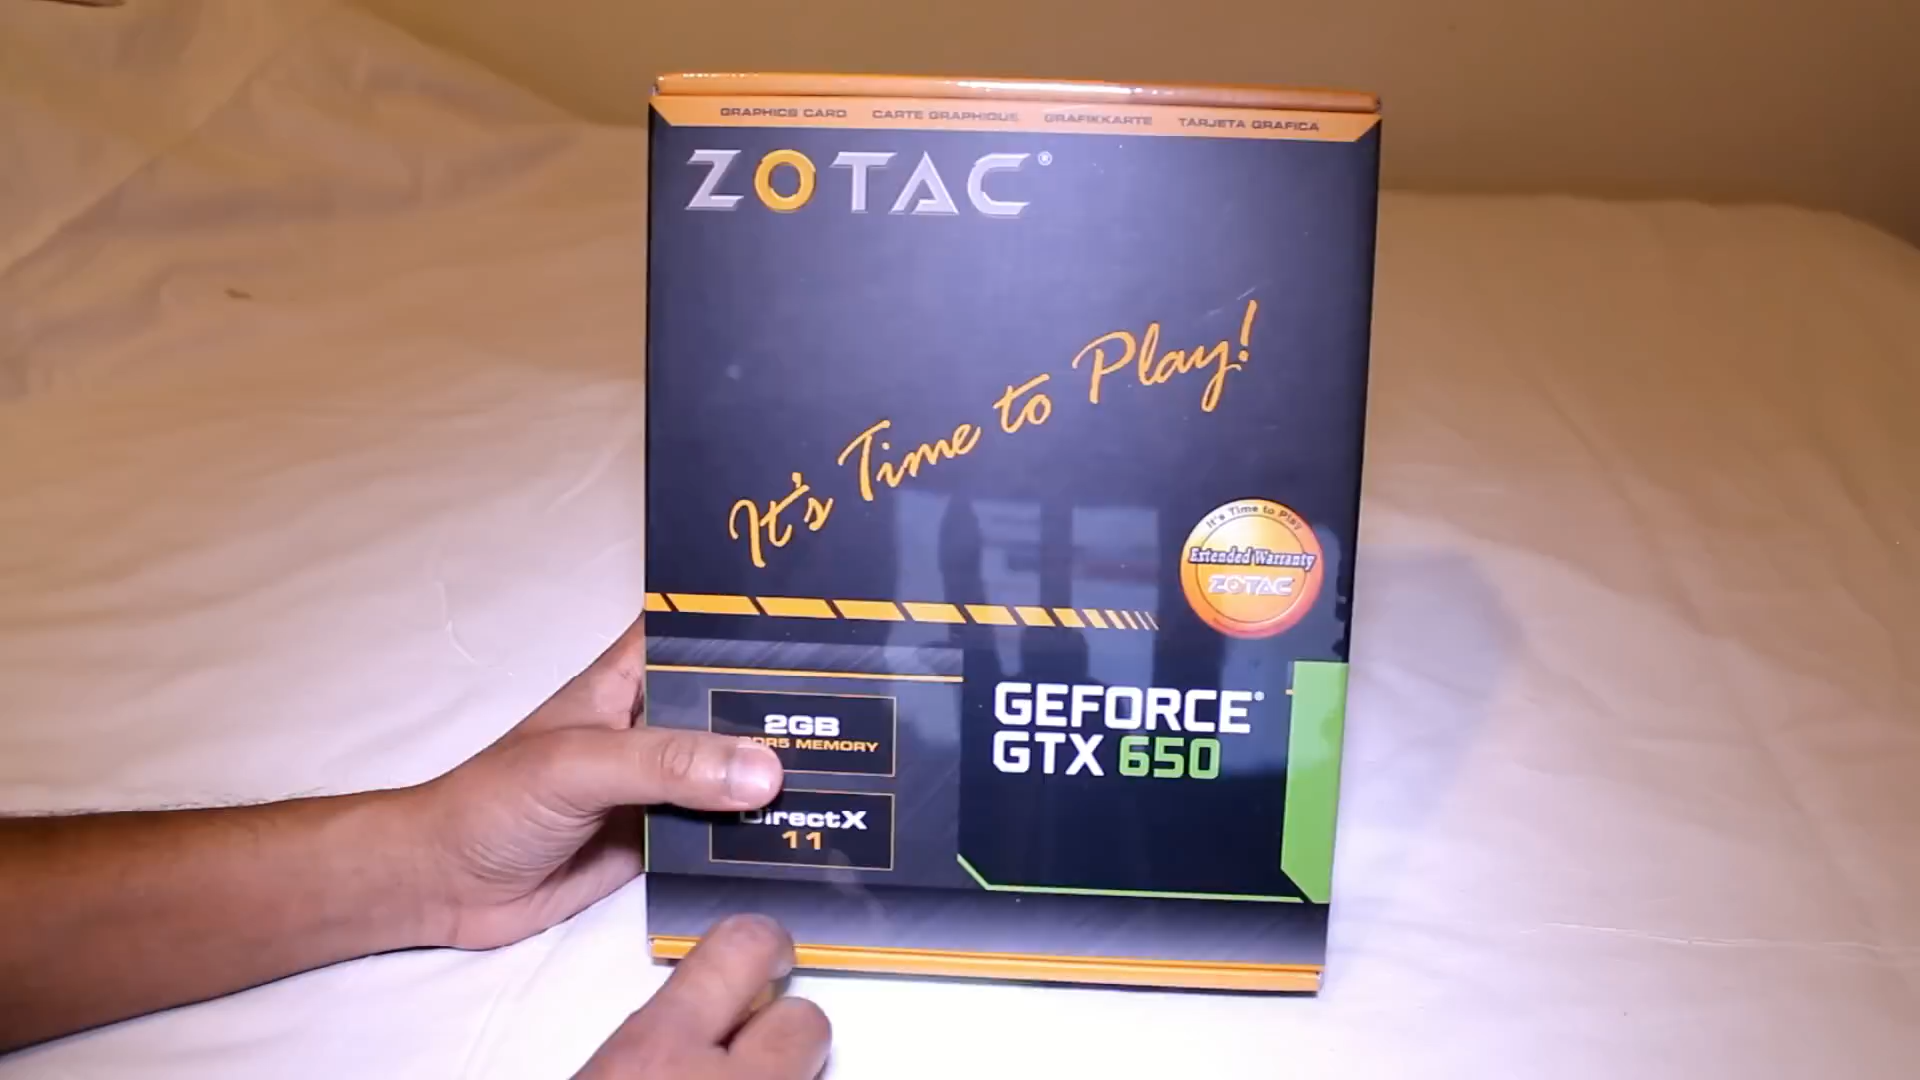 GRAPHICS CARD CARTE GRAPHIQUE GRAFIKKARTE TARJETA GRAFICA
ZOTAC®
It's Time to Play!
It's Time to Play
Extended Warranty
ZOTAC
GEFORCE®
GTX 650
2GB
DR5 MEMORY
DirectX
11